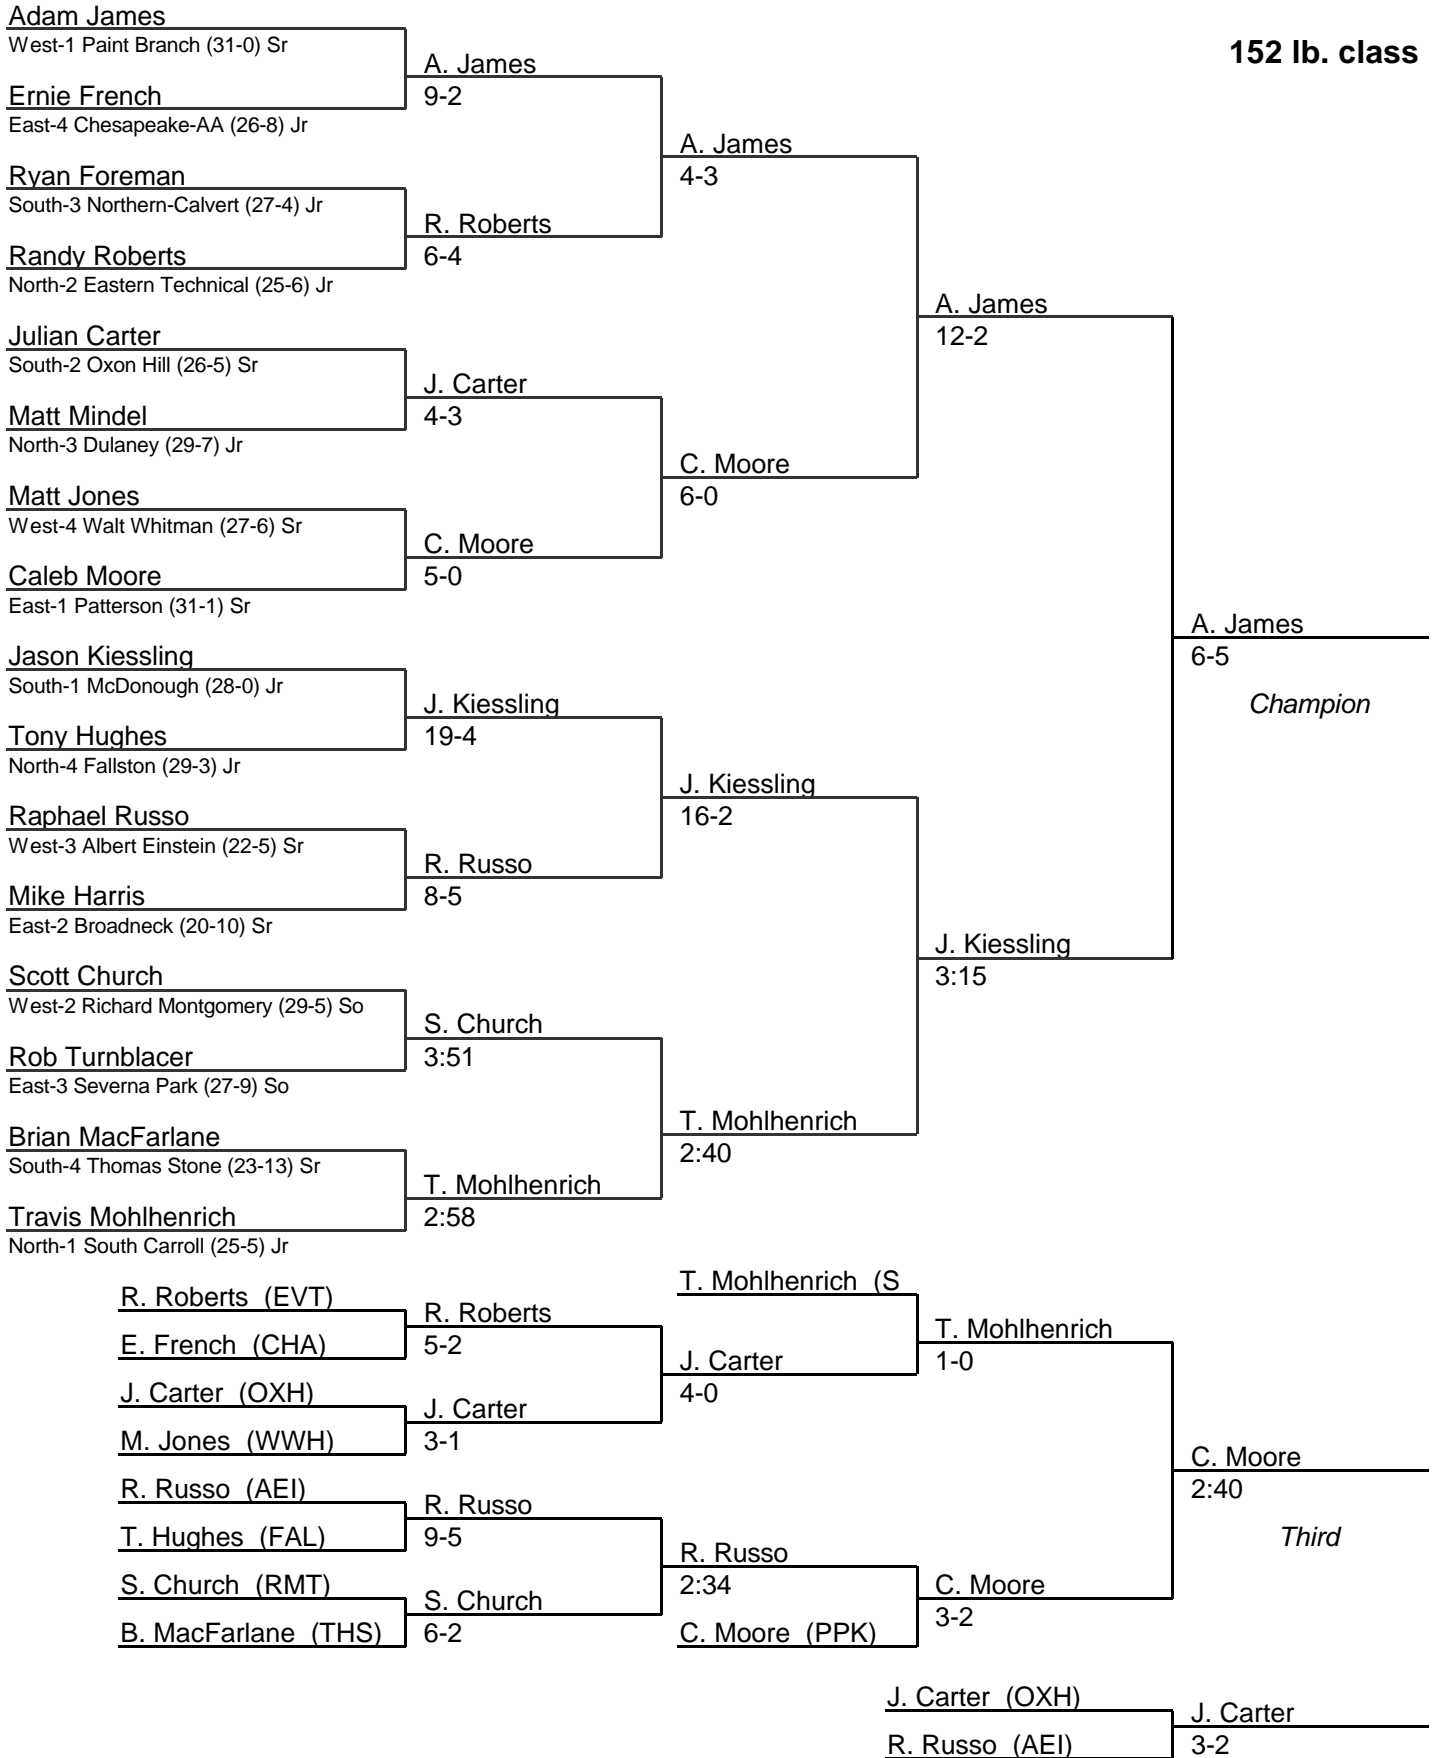 Adam James
West-1 Paint Branch (31-0) Sr
152 lb. class
A. James
9-2
Ernie French
East-4 Chesapeake-AA (26-8) Jr
A. James
4-3
Ryan Foreman
South-3 Northern-Calvert (27-4) Jr
R. Roberts
6-4
Randy Roberts
North-2 Eastern Technical (25-6) Jr
A. James
12-2
Julian Carter
South-2 Oxon Hill (26-5) Sr
J. Carter
4-3
Matt Mindel
North-3 Dulaney (29-7) Jr
C. Moore
6-0
Matt Jones
West-4 Walt Whitman (27-6) Sr
C. Moore
5-0
Caleb Moore
East-1 Patterson (31-1) Sr
A. James
6-5
Champion
Jason Kiessling
South-1 McDonough (28-0) Jr
J. Kiessling
19-4
Tony Hughes
North-4 Fallston (29-3) Jr
J. Kiessling
16-2
Raphael Russo
West-3 Albert Einstein (22-5) Sr
R. Russo
8-5
Mike Harris
East-2 Broadneck (20-10) Sr
J. Kiessling
3:15
Scott Church
West-2 Richard Montgomery (29-5) So
S. Church
3:51
Rob Turnblacer
East-3 Severna Park (27-9) So
T. Mohlhenrich
2:40
Brian MacFarlane
South-4 Thomas Stone (23-13) Sr
T. Mohlhenrich
2:58
Travis Mohlhenrich
North-1 South Carroll (25-5) Jr
R. Roberts (EVT)
R. Roberts
5-2
E. French (CHA)
T. Mohlhenrich (S
T. Mohlhenrich
1-0
J. Carter
4-0
J. Carter (OXH)
J. Carter
3-1
M. Jones (WWH)
C. Moore
2:40
Third
R. Russo (AEI)
R. Russo
9-5
T. Hughes (FAL)
R. Russo
2:34
S. Church (RMT)
S. Church
6-2
B. MacFarlane (THS)
C. Moore
3-2
C. Moore (PPK)
J. Carter (OXH)
J. Carter
3-2
R. Russo (AEI)